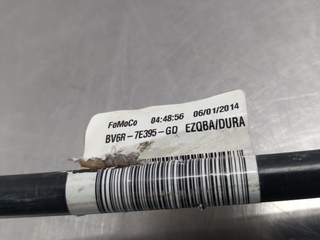 FoMoCo 04:48:56 06/01/2014
BV6R-7E395-GD EZQBA/DURA